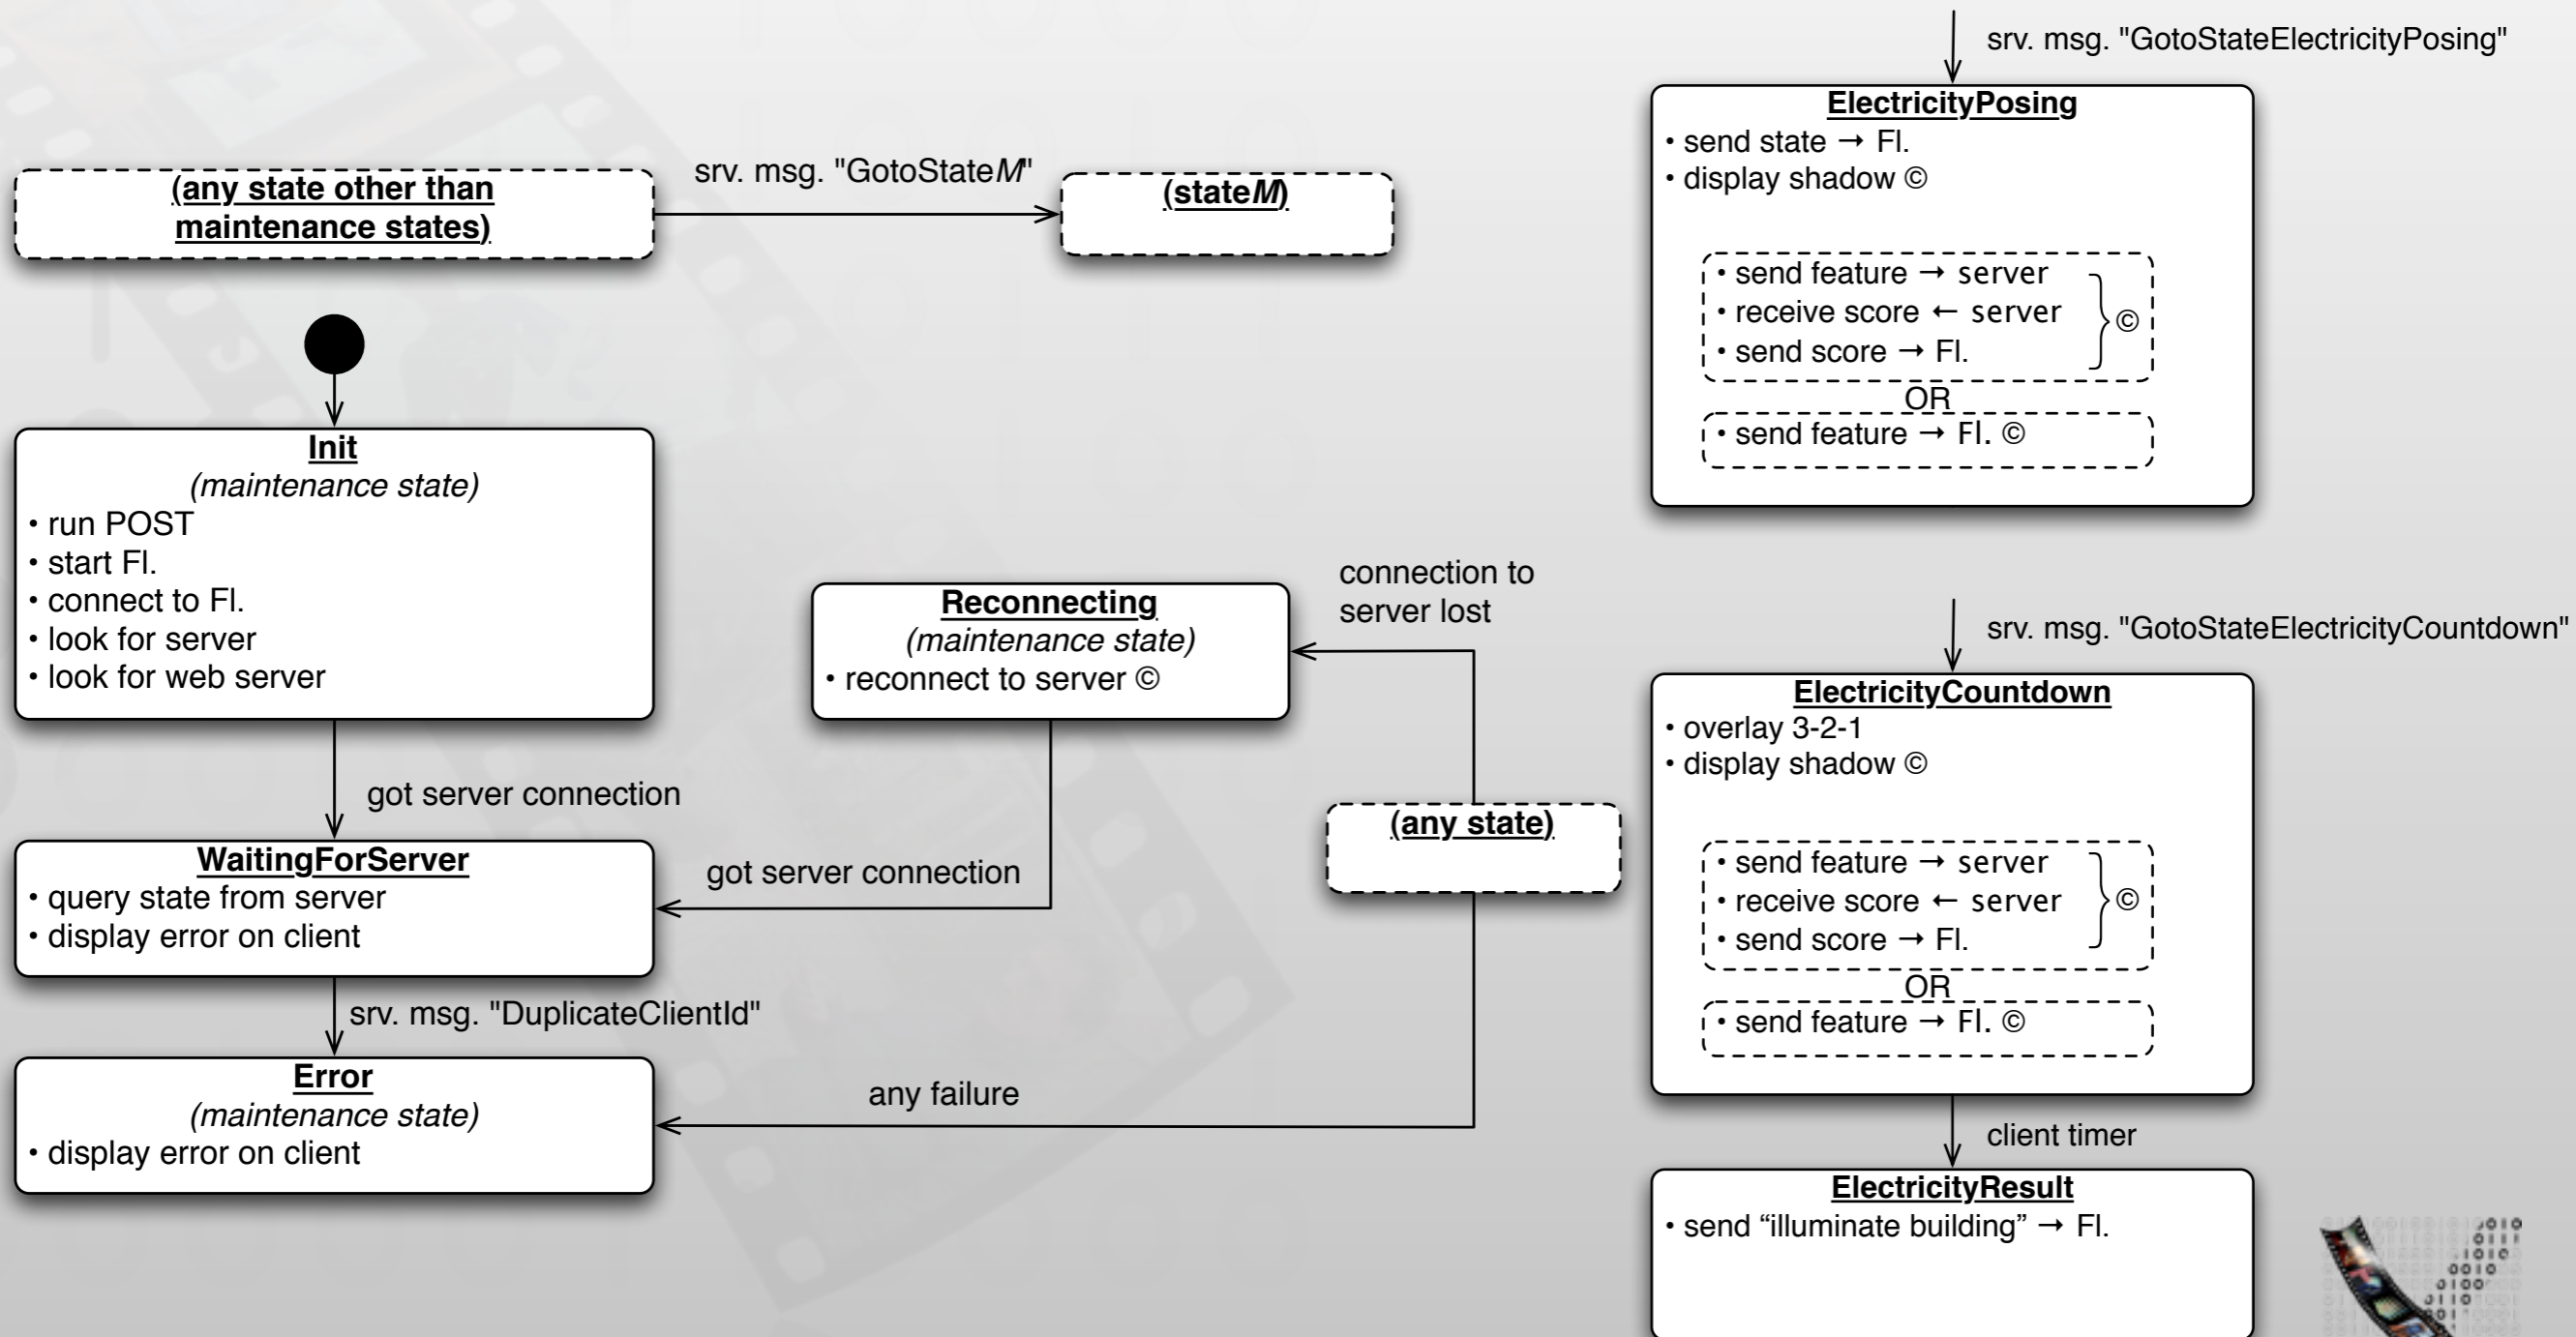 (any state other than
maintenance states)
srv. msg. "GotoStateM"
(stateM)
Init
(maintenance state)
• run POST
• start Fl.
• connect to Fl.
• look for server
• look for web server
got server connection
WaitingForServer
• query state from server
• display error on client
srv. msg. "DuplicateClientId"
Error
(maintenance state)
• display error on client
Reconnecting
(maintenance state)
• reconnect to server ©
got server connection
connection to
server lost
(any state)
any failure
srv. msg. "GotoStateElectricityPosing"
ElectricityPosing
• send state → Fl.
• display shadow ©
• send feature → server
• receive score ← server
• send score → Fl.
©
OR
• send feature → Fl. ©
srv. msg. "GotoStateElectricityCountdown"
ElectricityCountdown
• overlay 3-2-1
• display shadow ©
• send feature → server
• receive score ← server
• send score → Fl.
©
OR
• send feature → Fl. ©
client timer
ElectricityResult
• send “illuminate building” → Fl.